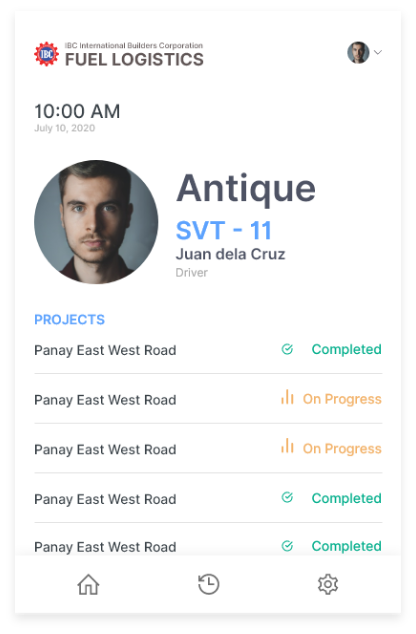 IBC International Builders Corporation
IBC FUEL LOGISTICS
10:00 AM
July 10, 2020
Antique
SVT - 11
Juan dela Cruz
Driver
PROJECTS
Panay East West Road Completed
Panay East West Road On Progress
Panay East West Road On Progress
Panay East West Road Completed
Panay East West Road Completed